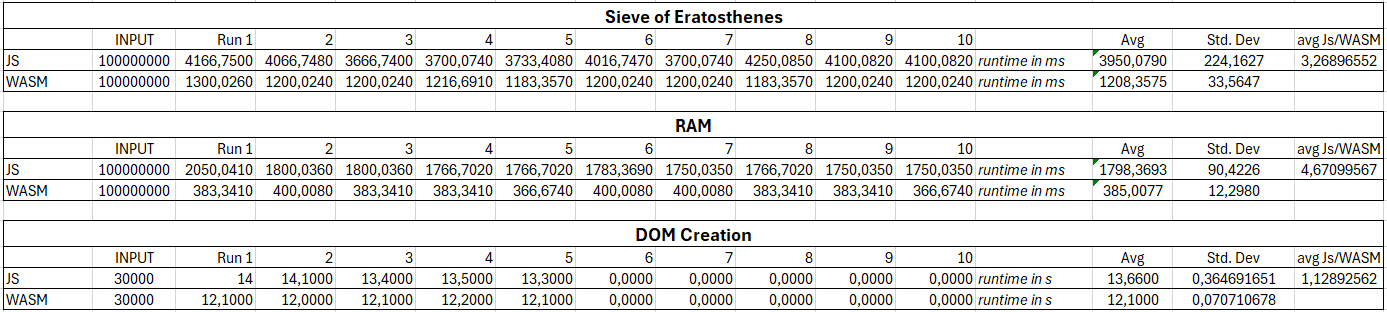 Sieve of Eratosthenes
INPUT Run 1 2 3 4 5 6 7 8 9 10 Avg Std. Dev avg Js/WASM
JS 100000000 4166,7500 4066,7480 3666,7400 3700,0740 3733,4080 4016,7470 3700,0740 4250,0850 4100,0820 4100,0820 runtime in ms 3950,0790 224,1627 3,26896552
WASM 100000000 1300,0260 1200,0240 1200,0240 1216,6910 1183,3570 1200,0240 1200,0240 1183,3570 1200,0240 1200,0240 runtime in ms 1208,3575 33,5647
RAM
INPUT Run 1 2 3 4 5 6 7 8 9 10 Avg Std. Dev avg Js/WASM
JS 100000000 2050,0410 1800,0360 1800,0360 1766,7020 1766,7020 1783,3690 1750,0350 1766,7020 1750,0350 1750,0350 runtime in ms 1798,3693 90,4226 4,67099567
WASM 100000000 383,3410 400,0080 383,3410 383,3410 366,6740 400,0080 400,0080 383,3410 383,3410 366,6740 runtime in ms 385,0077 12,2980
DOM Creation
INPUT Run 1 2 3 4 5 6 7 8 9 10 Avg Std. Dev avg Js/WASM
JS 30000 14 14,1000 13,4000 13,5000 13,3000 0,0000 0,0000 0,0000 0,0000 0,0000 runtime in s 13,6600 0,364691651 1,12892562
WASM 30000 12,1000 12,0000 12,1000 12,2000 12,1000 0,0000 0,0000 0,0000 0,0000 0,0000 runtime in s 12,1000 0,070710678